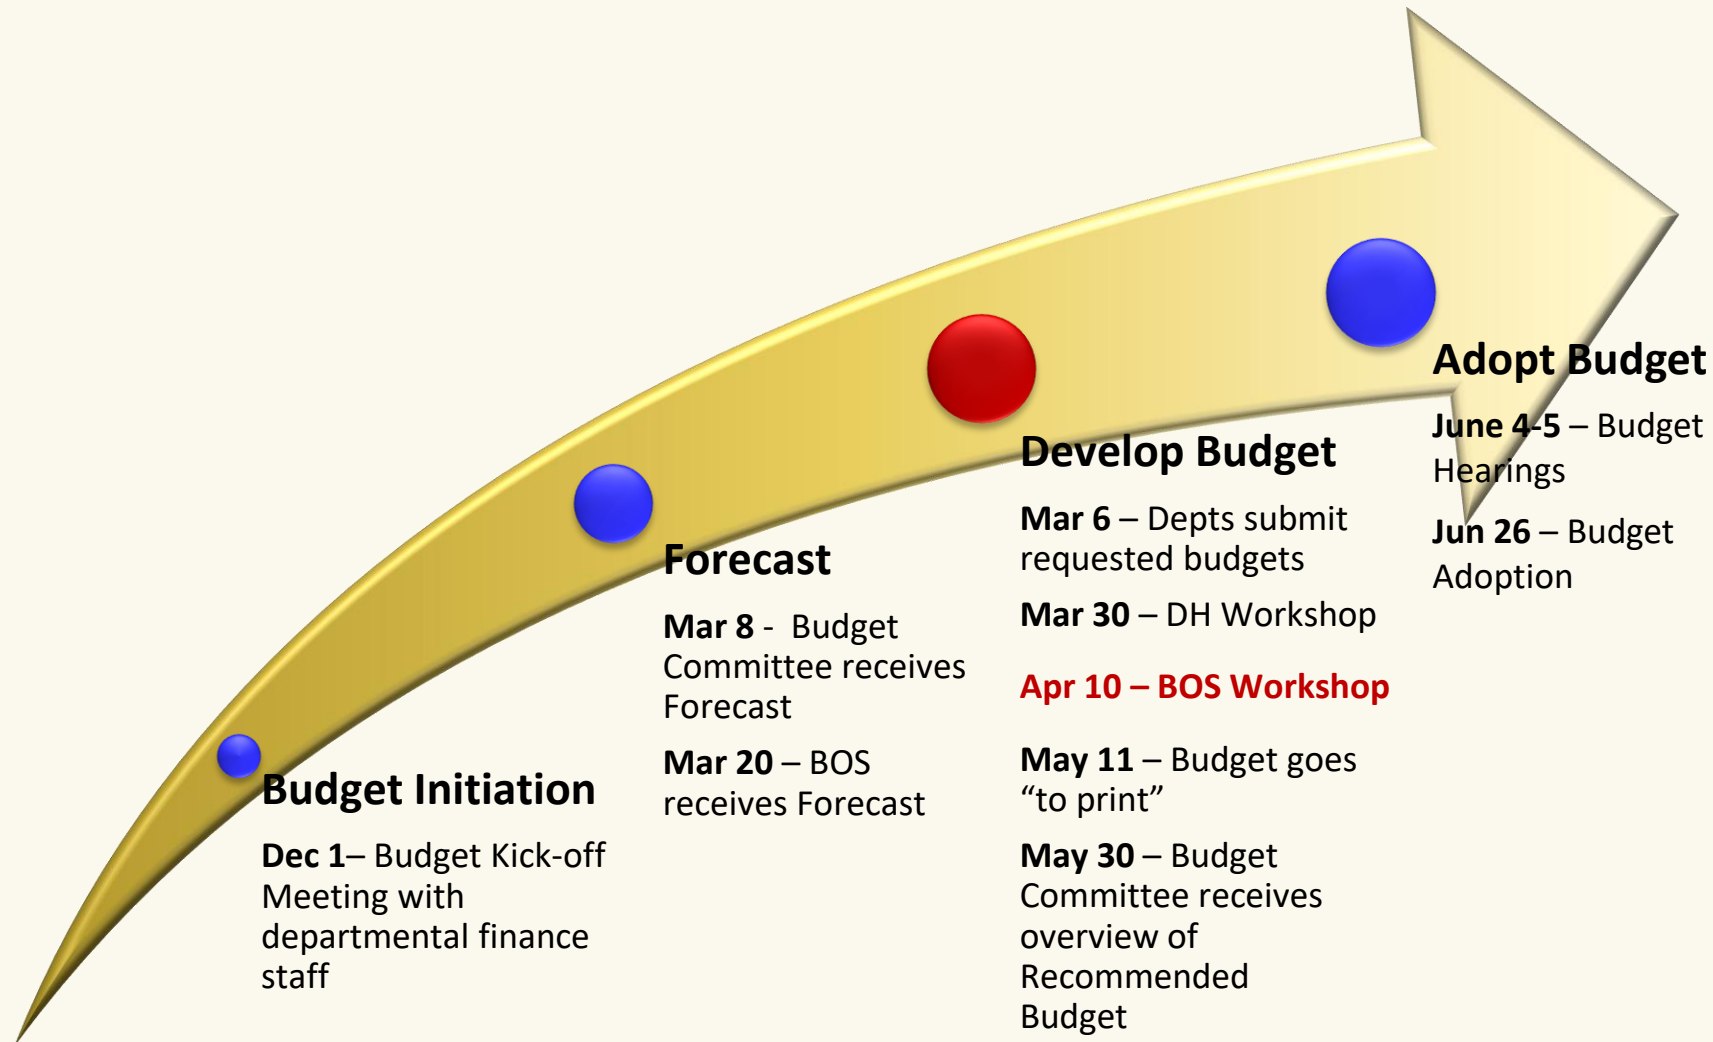 Budget Initiation
Dec 1– Budget Kick-off
Meeting with
departmental finance
staff
Forecast
Mar 8 -  Budget
Committee receives
Forecast
Mar 20 – BOS
receives Forecast
Develop Budget
Mar 6 – Depts submit
requested budgets
Mar 30 – DH Workshop
Apr 10 – BOS Workshop
May 11 – Budget goes
“to print”
May 30 – Budget
Committee receives
overview of
Recommended
Budget
Adopt Budget
June 4-5 – Budget
Hearings
Jun 26 – Budget
Adoption